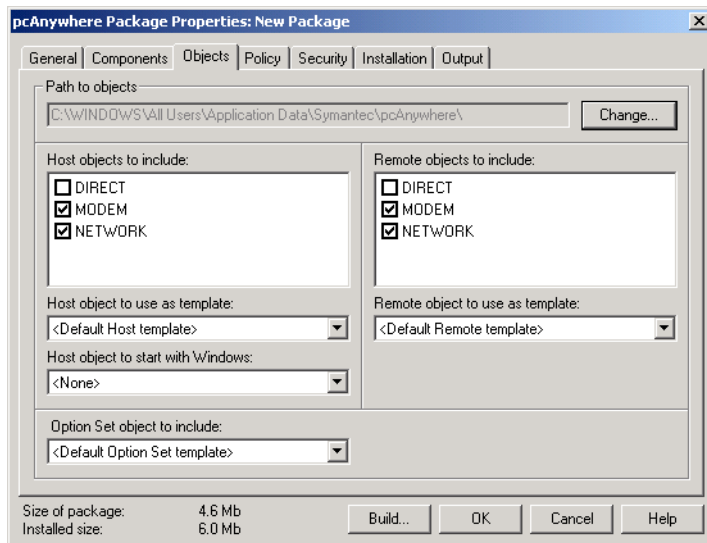 pcAnywhere Package Properties: New Package
General Components Objects Policy Security Installation Output
Path to objects
C:\WINDOWS\All Users\Application Data\Symantec\pcAnywhere\ Change...
Host objects to include:
DIRECT
MODEM
NETWORK
Host object to use as template:
<Default Host template>
Host object to start with Windows:
<None>
Remote objects to include:
DIRECT
MODEM
NETWORK
Remote object to use as template:
<Default Remote template>
Option Set object to include:
<Default Option Set template>
Size of package: 4.6 Mb
Installed size: 6.0 Mb
Build... OK Cancel Help